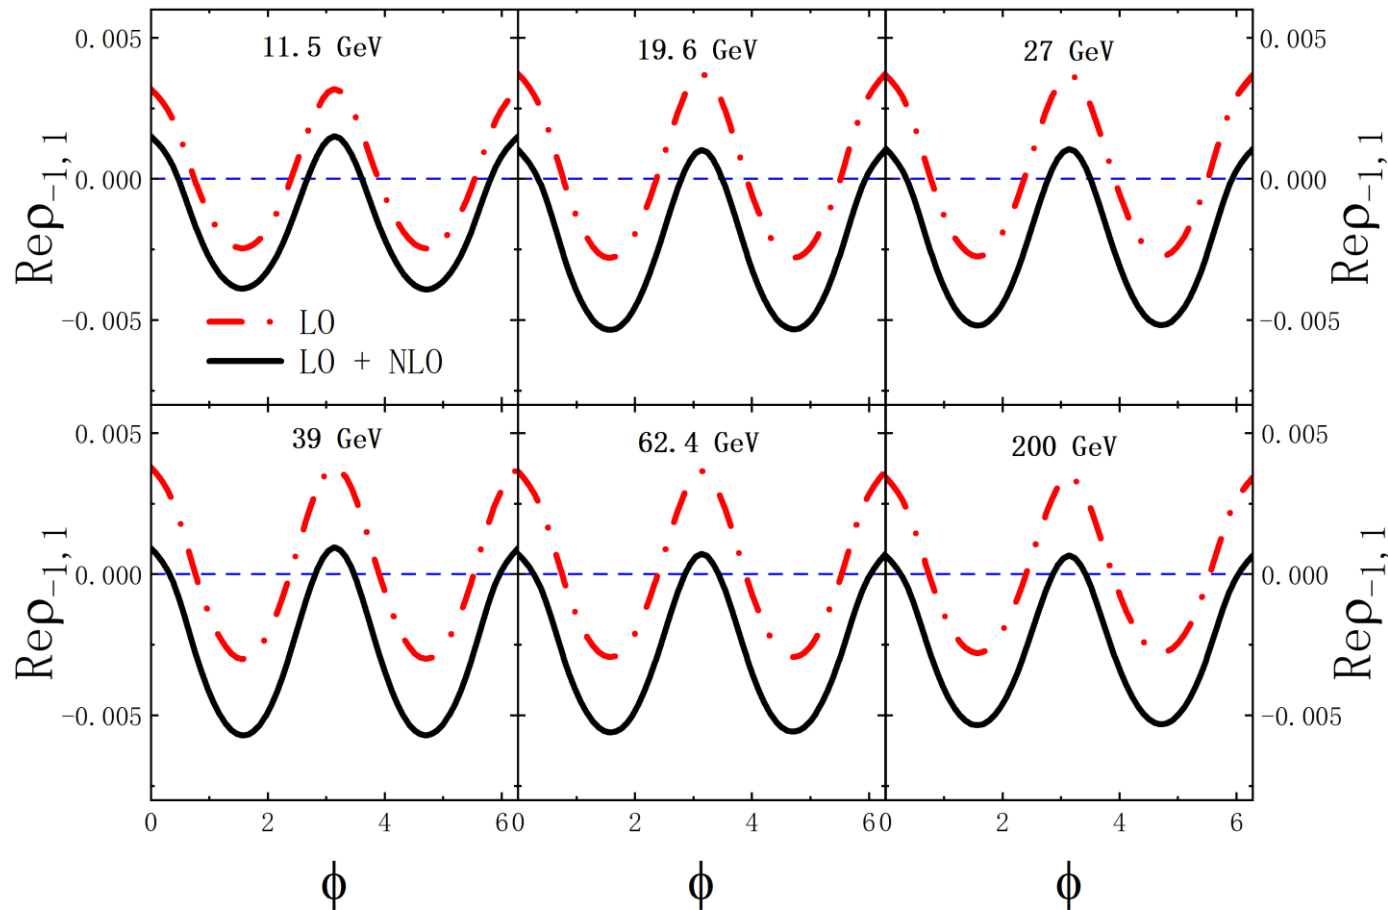 0.005
11.5 GeV
19.6 GeV
27 GeV
0.005
Reρ−1, 1
0.000
0.000
Reρ−1, 1
-0.005
LO
LO + NLO
-0.005
0.005
39 GeV
62.4 GeV
200 GeV
0.005
Reρ−1, 1
0.000
0.000
Reρ−1, 1
-0.005
-0.005
0 2 4 6 0 2 4 6 0 2 4 6
ϕ ϕ ϕ